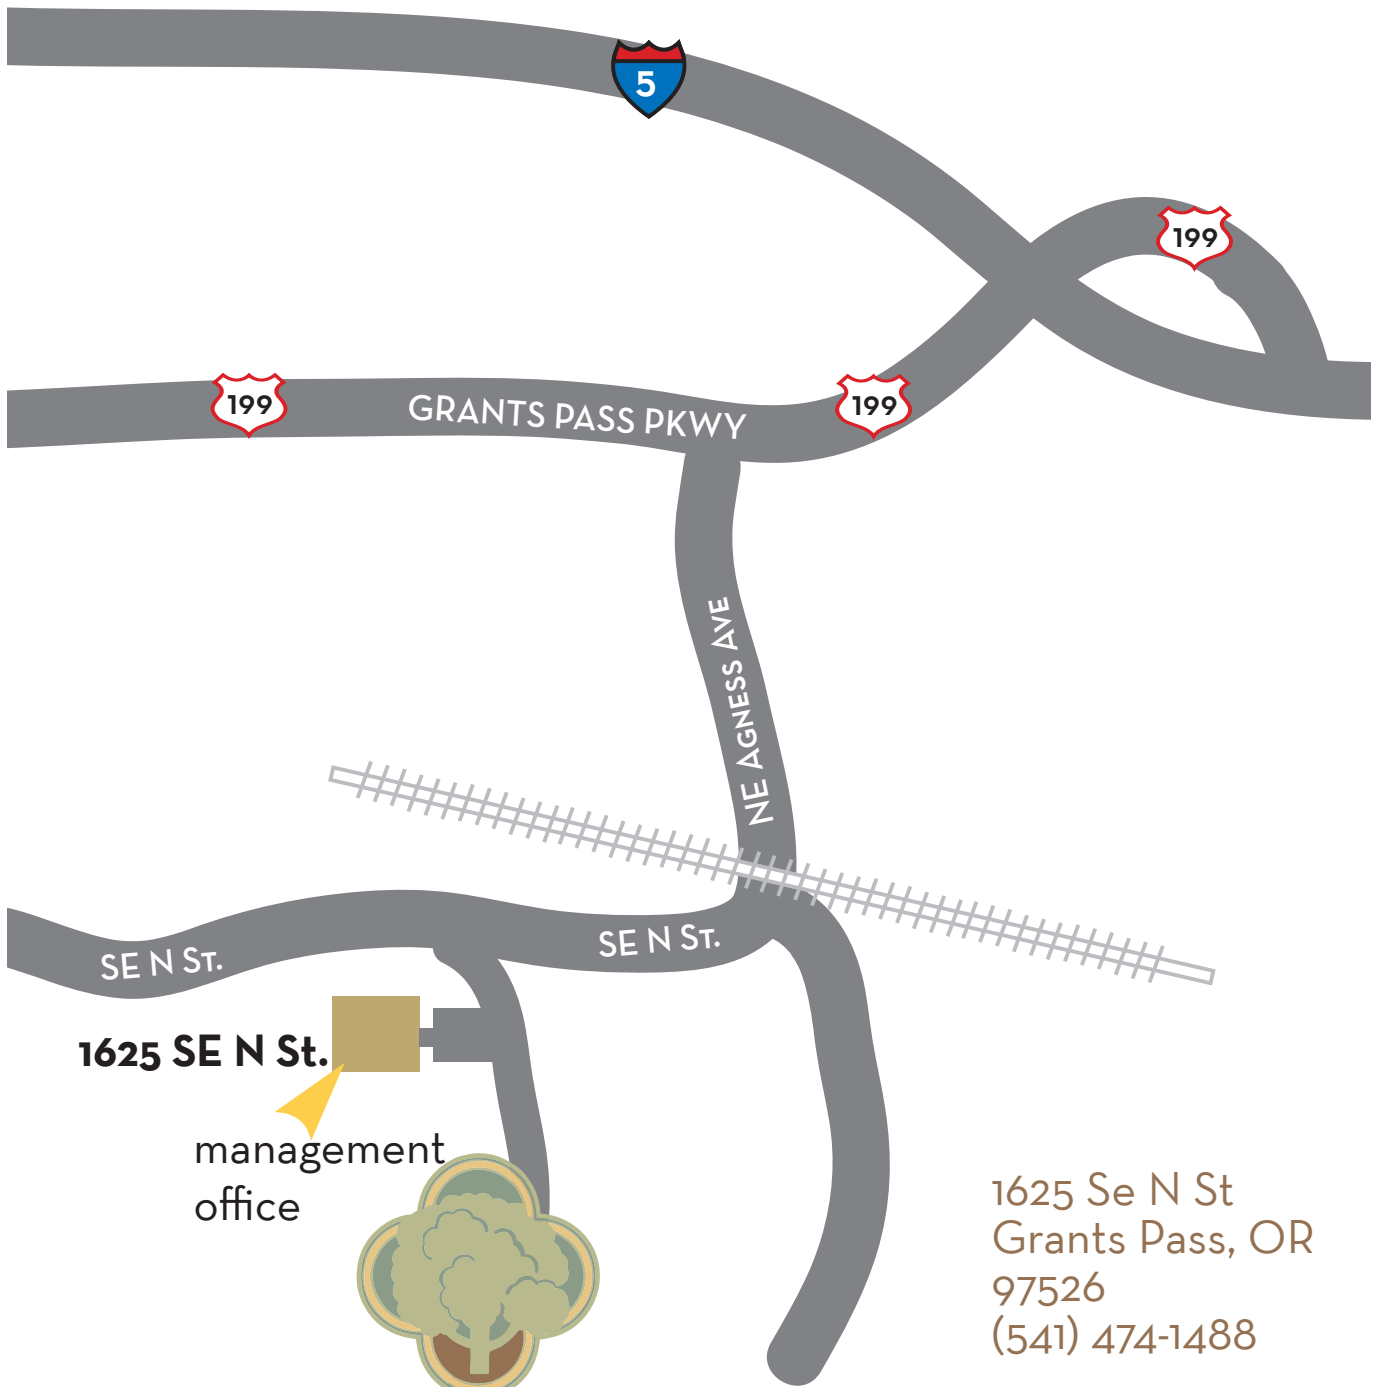 5
199
199
199
GRANTS PASS PKWY
NE AGNESS AVE
SE N ST.
SE N ST.
1625 SE N St.
management
office
1625 Se N St
Grants Pass, OR
97526
(541) 474-1488